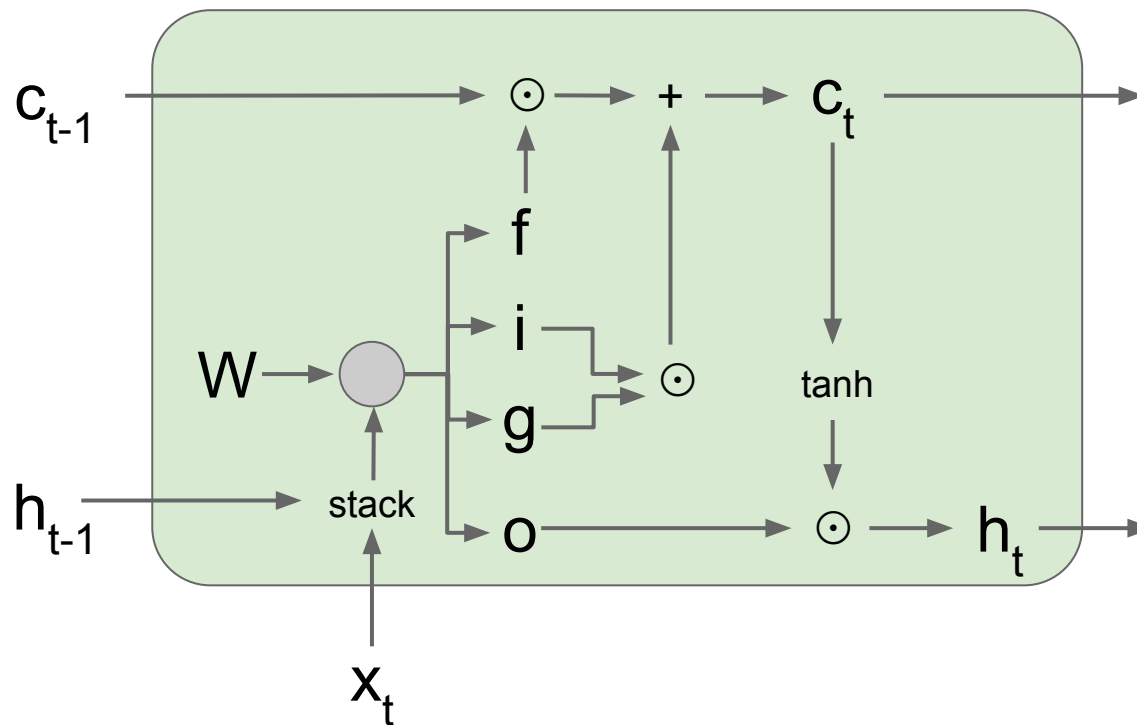 c_{t-1} ⊙ + c_t
f
i
W ⊙ tanh
g
h_{t-1} stack
o ⊙ h_t
x_t